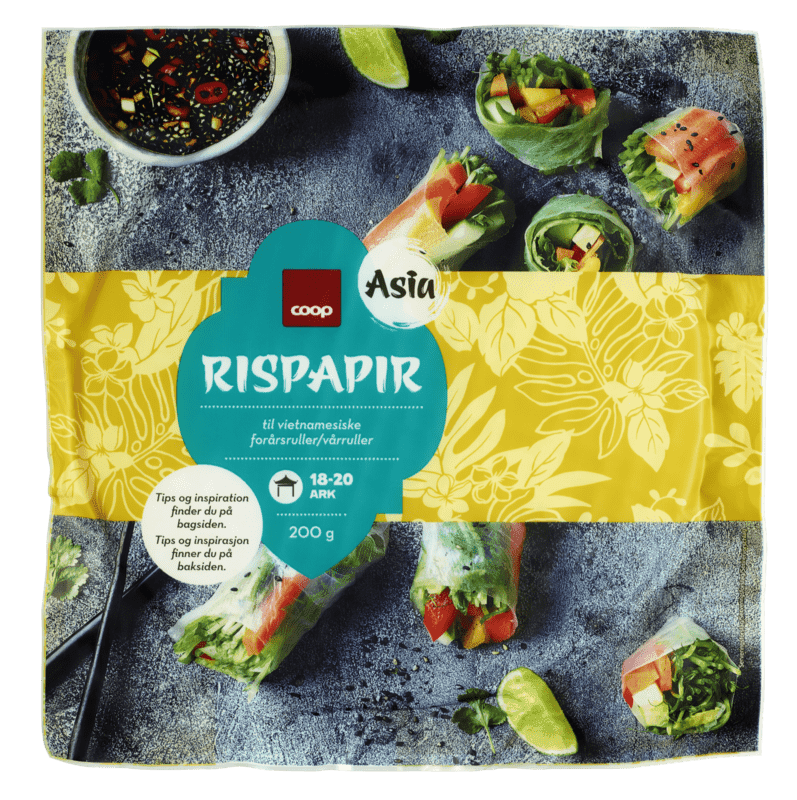 Asia
coop
RISPAPIR
til vietnamesiske
forårsruller/vårruller
18-20
ARK
200 g
Tips og inspiration
finder du på
bagsiden.
Tips og inspirasjon
finner du på
baksiden.